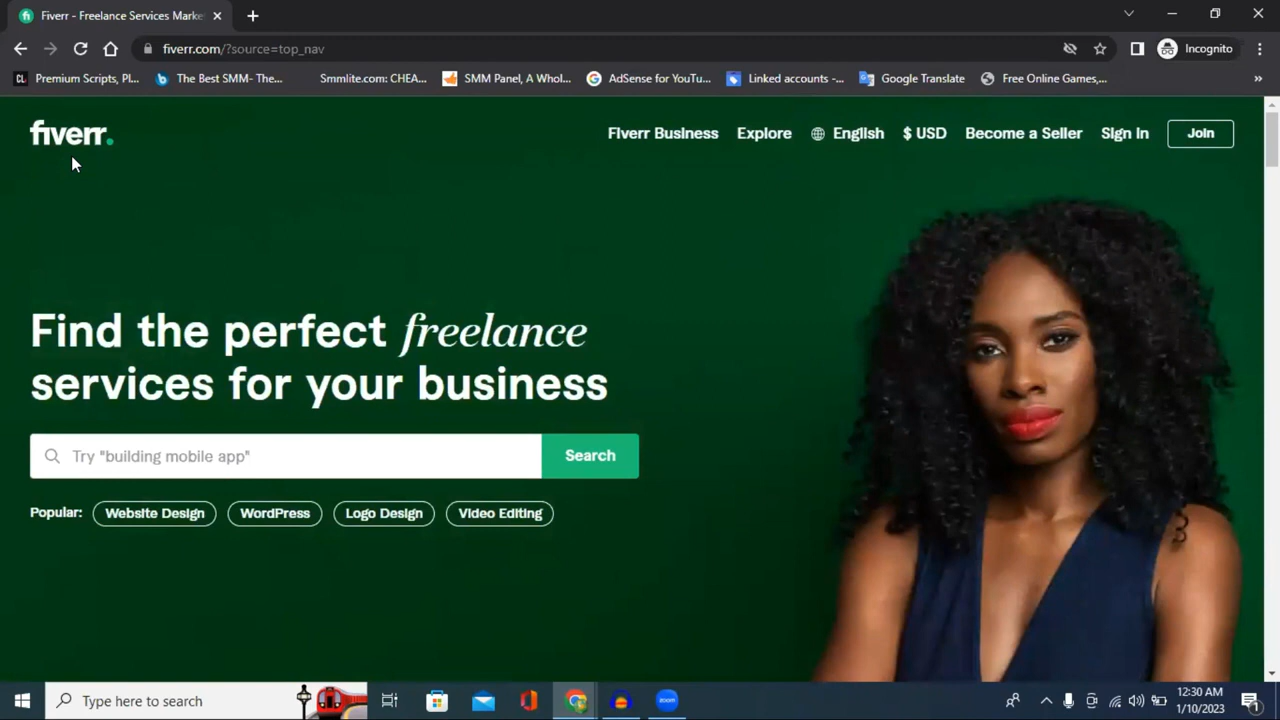 Fiverr - Freelance Services Marke
fiverr.com/?source=top_nav
Incognito
Premium Scripts, Pl...
The Best SMM- The...
Smmlite.com: CHEA...
SMM Panel, A Whol...
AdSense for YouTu...
Linked accounts -...
Google Translate
Free Online Games,...
fiverr.
Fiverr Business
Explore
English
$ USD
Become a Seller
Sign In
Join
Find the perfect freelance
services for your business
Try "building mobile app"
Search
Popular:
Website Design
WordPress
Logo Design
Video Editing
Type here to search
zoom
12:30 AM
1/10/2023
1